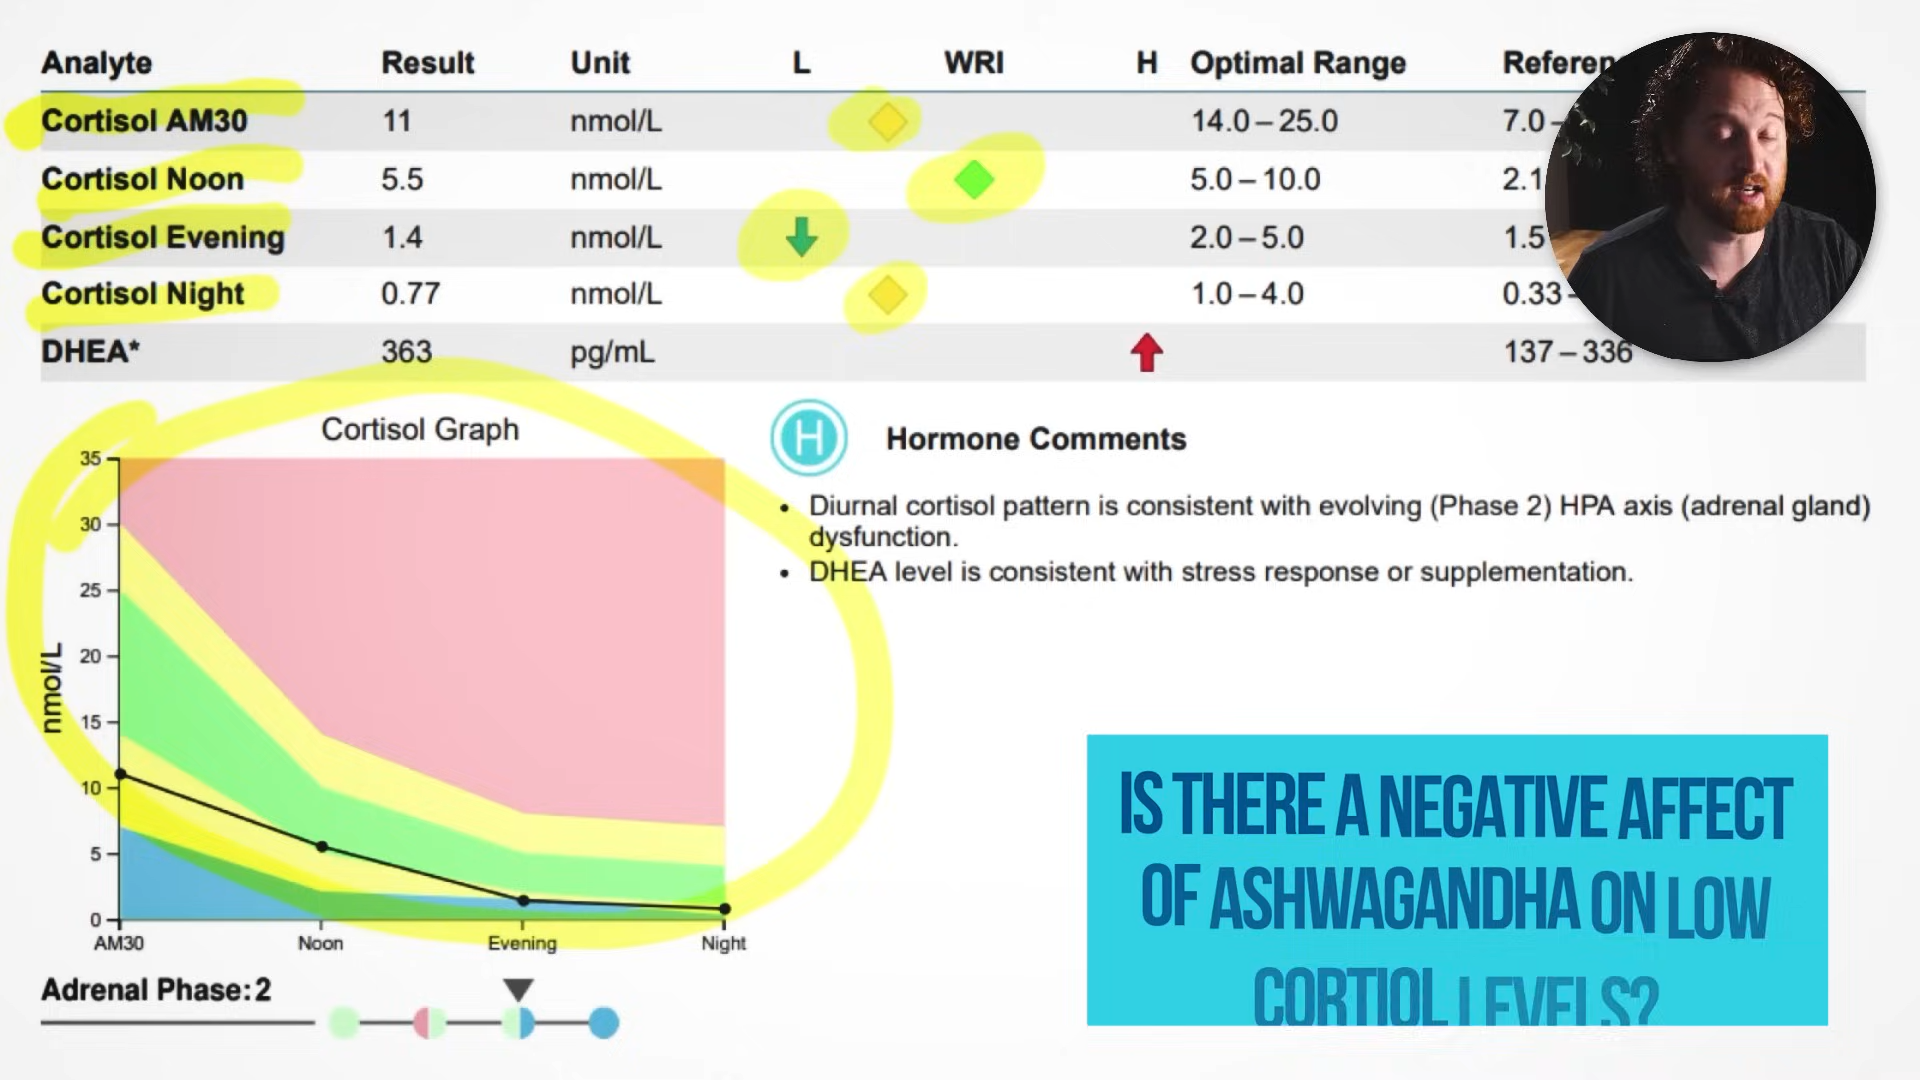 Analyte Result Unit L WRI H Optimal Range Referen
Cortisol AM30 11 nmol/L 14.0–25.0 7.0–
Cortisol Noon 5.5 nmol/L 5.0–10.0 2.1
Cortisol Evening 1.4 nmol/L 2.0–5.0 1.5
Cortisol Night 0.77 nmol/L 1.0–4.0 0.33–
DHEA* 363 pg/mL 137–336
Cortisol Graph
35
30
25
20
15
10
5
0
nmol/L
AM30 Noon Evening Night
Adrenal Phase: 2
H Hormone Comments
• Diurnal cortisol pattern is consistent with evolving (Phase 2) HPA axis (adrenal gland)
dysfunction.
• DHEA level is consistent with stress response or supplementation.
IS THERE A NEGATIVE AFFECT
OF ASHWAGANDHA ON LOW
CORTIOL LEVELS?